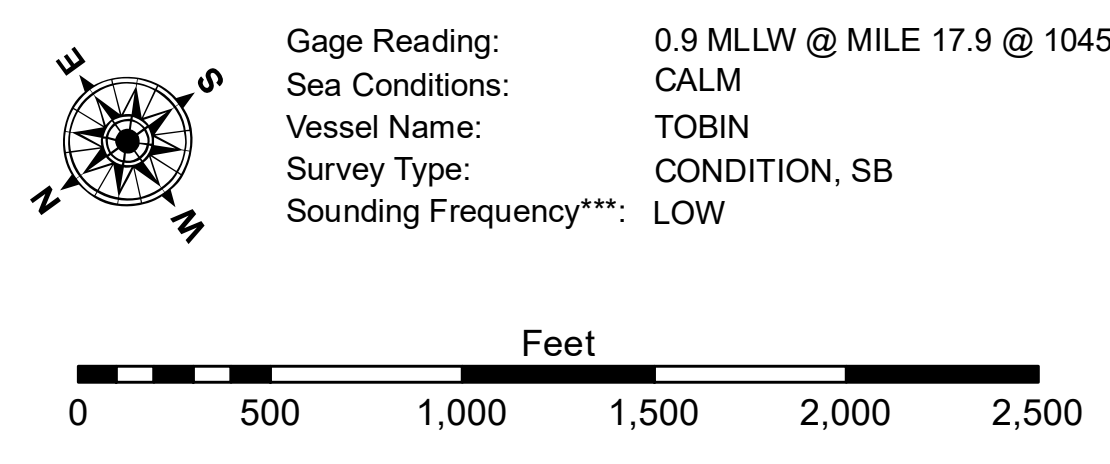 E
S
N
W
Gage Reading: 0.9 MLLW @ MILE 17.9 @ 1045
Sea Conditions: CALM
Vessel Name: TOBIN
Survey Type: CONDITION, SB
Sounding Frequency***: LOW
Feet
0 500 1,000 1,500 2,000 2,500